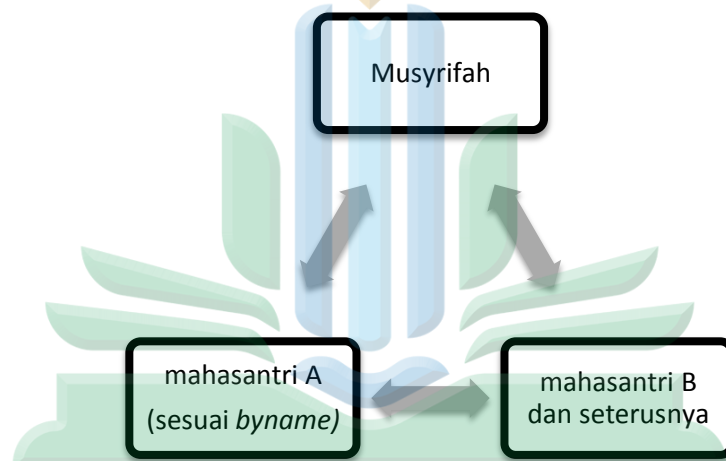 Musyrifah
mahasantri A
(sesuai byname)
mahasantri B
dan seterusnya